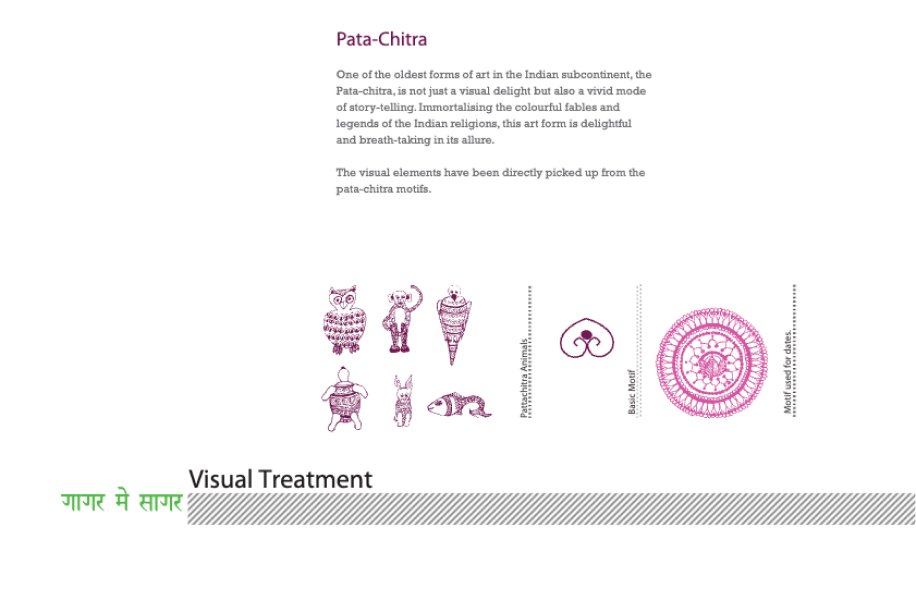 Pata-Chitra
One of the oldest forms of art in the Indian subcontinent, the
Pata-chitra, is not just a visual delight but also a vivid mode
of story-telling. Immortalising the colourful fables and
legends of the Indian religions, this art form is delightful
and breath-taking in its allure.
The visual elements have been directly picked up from the
pata-chitra motifs.
Pattachitra Animals
Basic Motif
Motif used for dates.
Visual Treatment
गागर मे सागर